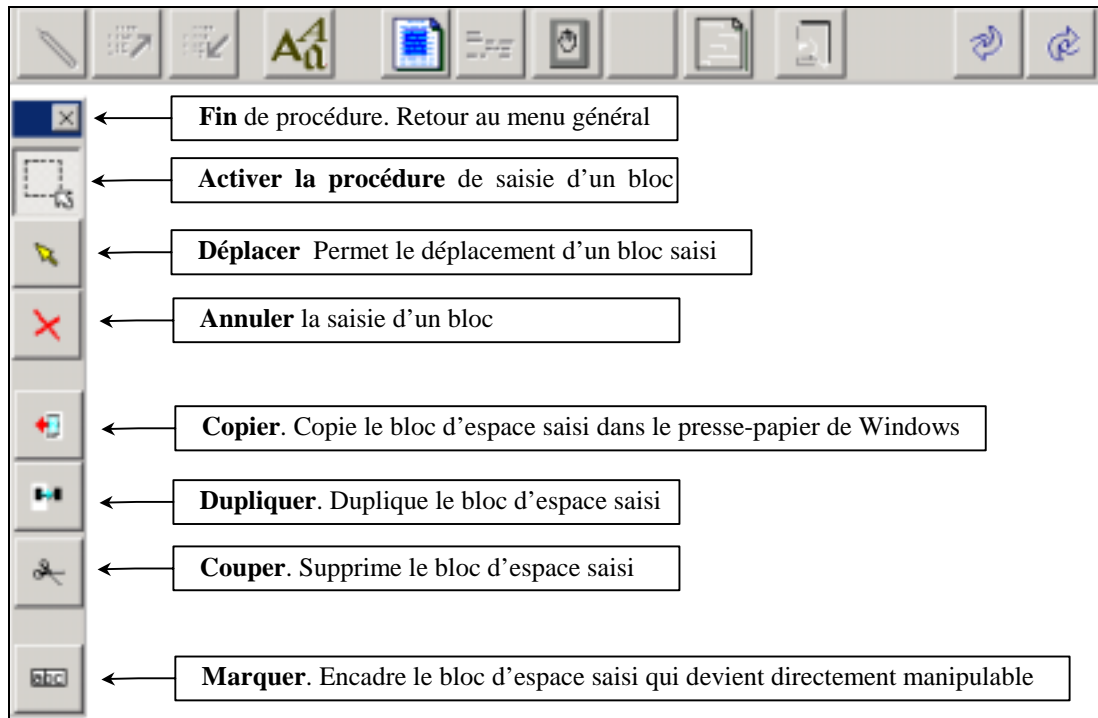 AAa
Fin de procédure. Retour au menu général
Activer la procédure de saisie d’un bloc
Déplacer Permet le déplacement d’un bloc saisi
Annuler la saisie d’un bloc
Copier. Copie le bloc d’espace saisi dans le presse-papier de Windows
Dupliquer. Duplique le bloc d’espace saisi
Couper. Supprime le bloc d’espace saisi
abc
Marquer. Encadre le bloc d’espace saisi qui devient directement manipulable